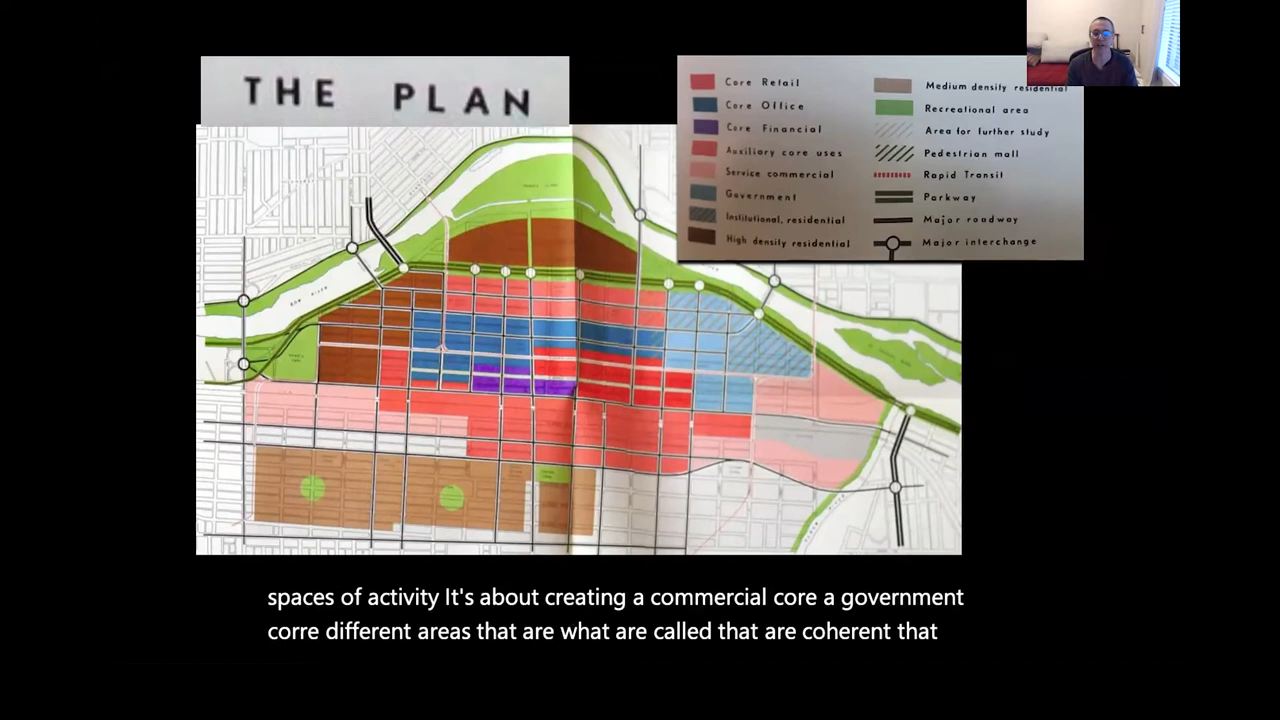 THE PLAN
Core Retail
Core Office
Core Financial
Auxiliary core uses
Service commercial
Government
Institutional, residential
High density residential
Medium density residential
Recreational area
Area for further study
Pedestrian mall
Rapid Transit
Parkway
Major roadway
Major interchange
BOW RIVER
spaces of activity It's about creating a commercial core a government
corre different areas that are what are called that are coherent that